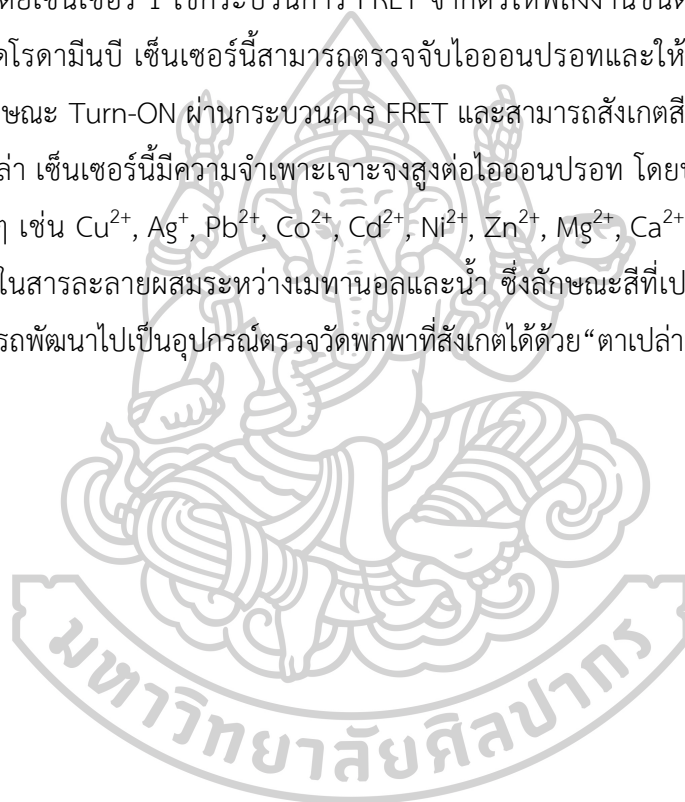 ดยเซ็นเซอร์ 1 ใช้กระบวนการ FRET จากตัวให้พลังงานชนิด
ดโรดามีนบี เซ็นเซอร์นี้สามารถตรวจจับไอออนปรอทและให้
กษณะ Turn-ON ผ่านกระบวนการ FRET และสามารถสังเกตสี
ล่า เซ็นเซอร์นี้มีความจำเพาะเจาะจงสูงต่อไอออนปรอท โดย
ๆ เช่น Cu²⁺, Ag⁺, Pb²⁺, Co²⁺, Cd²⁺, Ni²⁺, Zn²⁺, Mg²⁺, Ca²⁺
ในสารละลายผสมระหว่างเมทานอลและน้ำ ซึ่งลักษณะสีที่เป
รถพัฒนาไปเป็นอุปกรณ์ตรวจวัดพกพาที่สังเกตได้ด้วย“ตาเปล่า
มหาวิทยาลัยศิลปากร